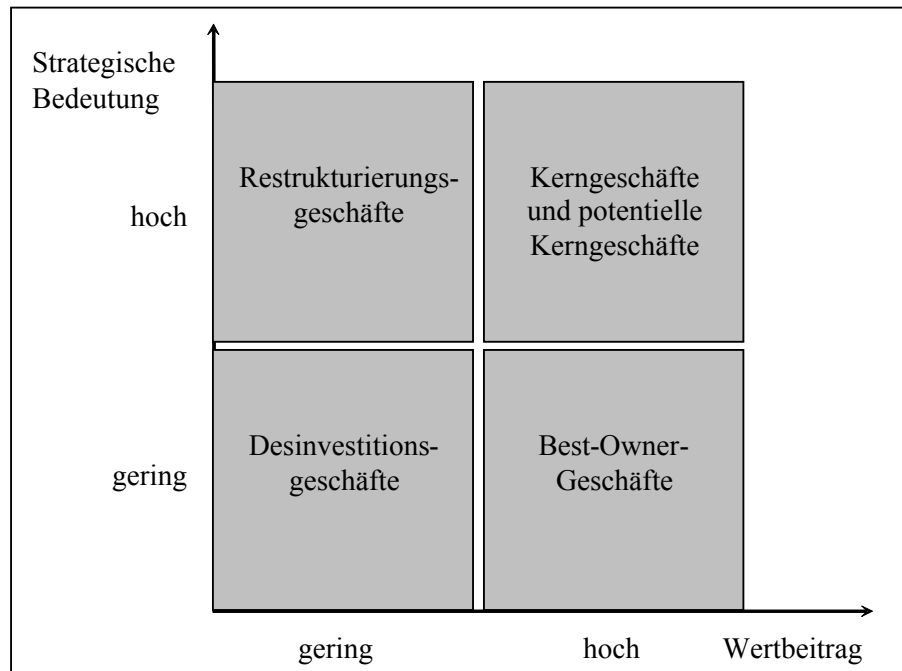 Strategische
Bedeutung
hoch
Restrukturierungs-
geschäfte
Kerngeschäfte
und potentielle
Kerngeschäfte
gering
Desinvestitions-
geschäfte
Best-Owner-
Geschäfte
gering
hoch
Wertbeitrag